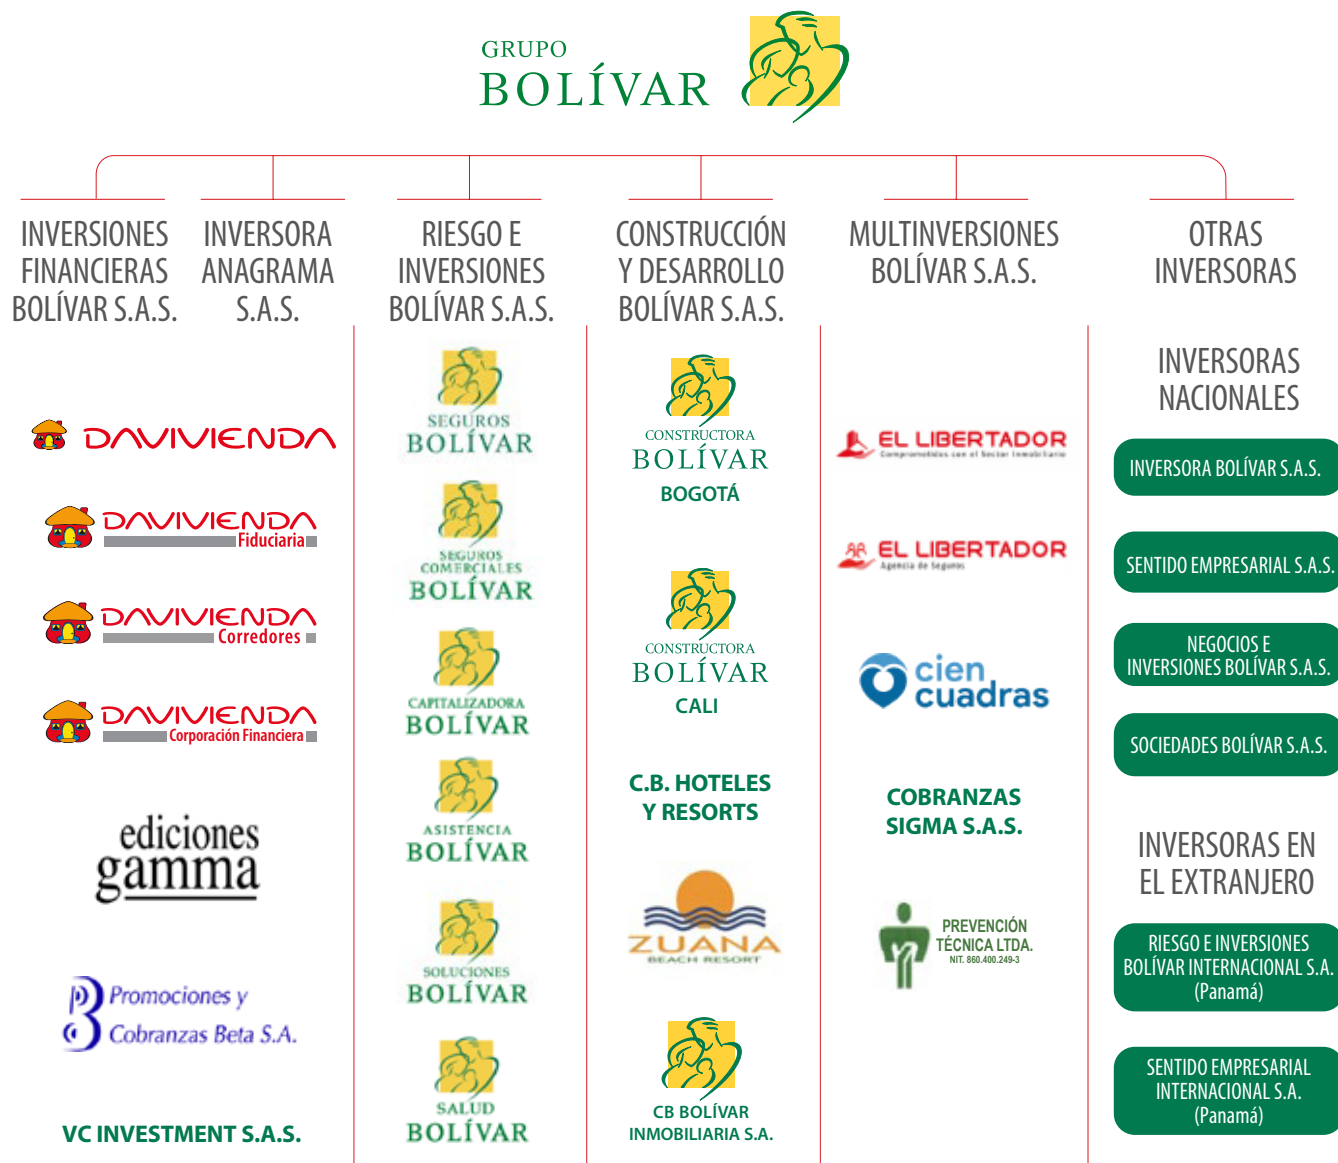 GRUPO
BOLÍVAR
INVERSIONES
FINANCIERAS
BOLÍVAR S.A.S.
INVERSORA
ANAGRAMA
S.A.S.
RIESGO E
INVERSIONES
BOLÍVAR S.A.S.
CONSTRUCCIÓN
Y DESARROLLO
BOLÍVAR S.A.S.
MULTINVERSIONES
BOLÍVAR S.A.S.
OTRAS
INVERSORAS
DAVIVIENDA
DAVIVIENDA
Fiduciaria
DAVIVIENDA
Corredores
DAVIVIENDA
Corporación Financiera
ediciones
gamma
Promociones y
Cobranzas Beta S.A.
VC INVESTMENT S.A.S.
SEGUROS
BOLÍVAR
SEGUROS
COMERCIALES
BOLÍVAR
CAPITALIZADORA
BOLÍVAR
ASISTENCIA
BOLÍVAR
SOLUCIONES
BOLÍVAR
SALUD
BOLÍVAR
CONSTRUCTORA
BOLÍVAR
BOGOTÁ
CONSTRUCTORA
BOLÍVAR
CALI
C.B. HOTELES
Y RESORTS
ZUANA
BEACH RESORT
CB BOLÍVAR
INMOBILIARIA S.A.
EL LIBERTADOR
Comprometidos con el Sector Inmobiliario
EL LIBERTADOR
Agencia de Seguros
cien
cuadras
COBRANZAS
SIGMA S.A.S.
PREVENCIÓN
TÉCNICA LTDA.
NIT. 860.400.249-3
INVERSORAS
NACIONALES
INVERSORA BOLÍVAR S.A.S.
SENTIDO EMPRESARIAL S.A.S.
NEGOCIOS E
INVERSIONES BOLÍVAR S.A.S.
SOCIEDADES BOLÍVAR S.A.S.
INVERSORAS EN
EL EXTRANJERO
RIESGO E INVERSIONES
BOLÍVAR INTERNACIONAL S.A.
(Panamá)
SENTIDO EMPRESARIAL
INTERNACIONAL S.A.
(Panamá)